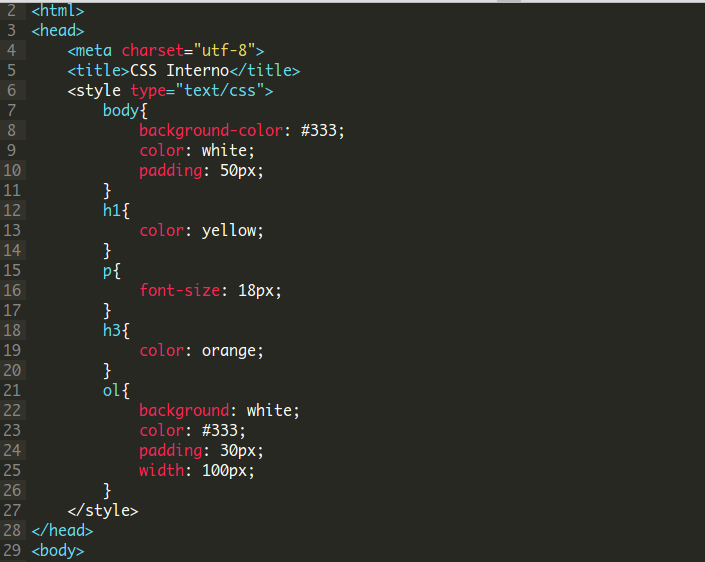 2 <html>
3 <head>
4     <meta charset="utf-8">
5     <title>CSS Interno</title>
6     <style type="text/css">
7         body{
8             background-color: #333;
9             color: white;
10             padding: 50px;
11         }
12         h1{
13             color: yellow;
14         }
15         p{
16             font-size: 18px;
17         }
18         h3{
19             color: orange;
20         }
21         ol{
22             background: white;
23             color: #333;
24             padding: 30px;
25             width: 100px;
26         }
27     </style>
28 </head>
29 <body>